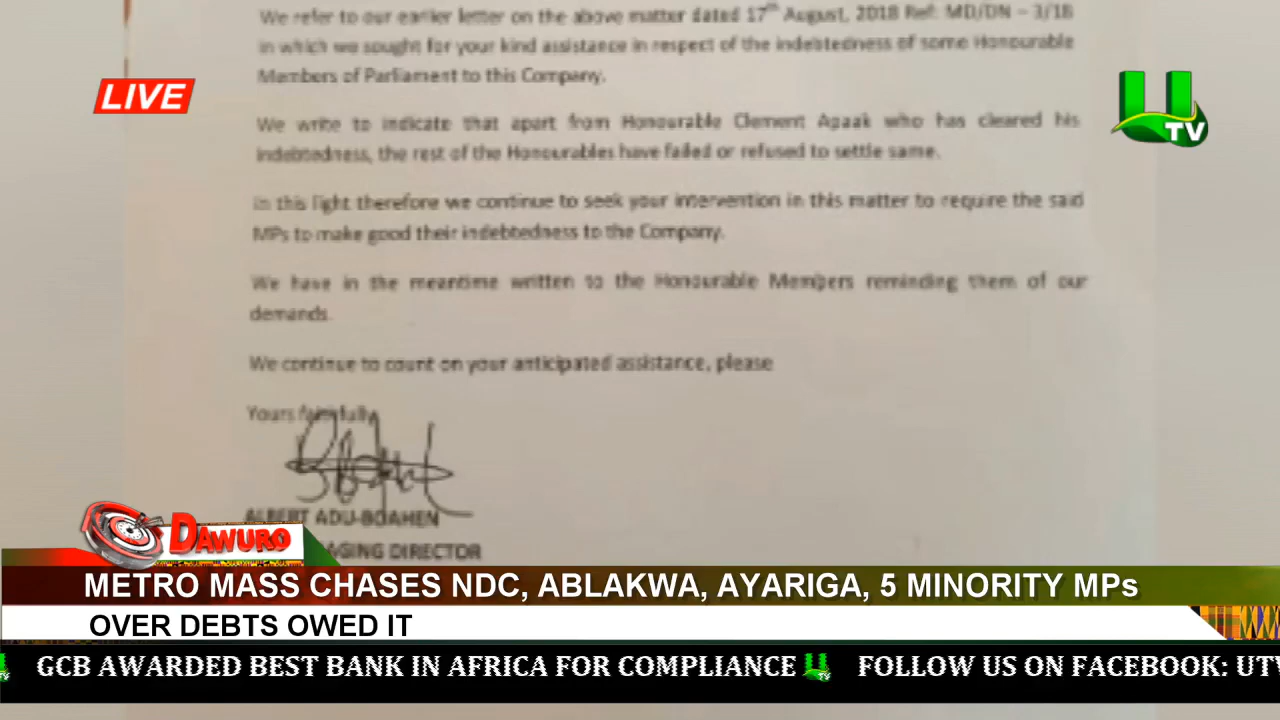 We refer to our earlier letter on the above matter dated 17th August, 2018 Ref: MD/DN – 3/18
in which we sought for your kind assistance in respect of the indebtedness of some Honourable
Members of Parliament to this Company.
LIVE
U TV
We write to indicate that apart from Honourable Clement Apaak who has cleared his
indebtedness, the rest of the Honourables have failed or refused to settle same.
In this light therefore we continue to seek your intervention in this matter to require the said
MPs to make good their indebtedness to the Company.
We have in the meantime written to the Honourable Members reminding them of our
demands.
We continue to count on your anticipated assistance, please
Yours faithfully
ALBERT ADU-BOAHEN
AGING DIRECTOR
DAWURO
METRO MASS CHASES NDC, ABLAKWA, AYARIGA, 5 MINORITY MPs
OVER DEBTS OWED IT
GCB AWARDED BEST BANK IN AFRICA FOR COMPLIANCE FOLLOW US ON FACEBOOK: UTV